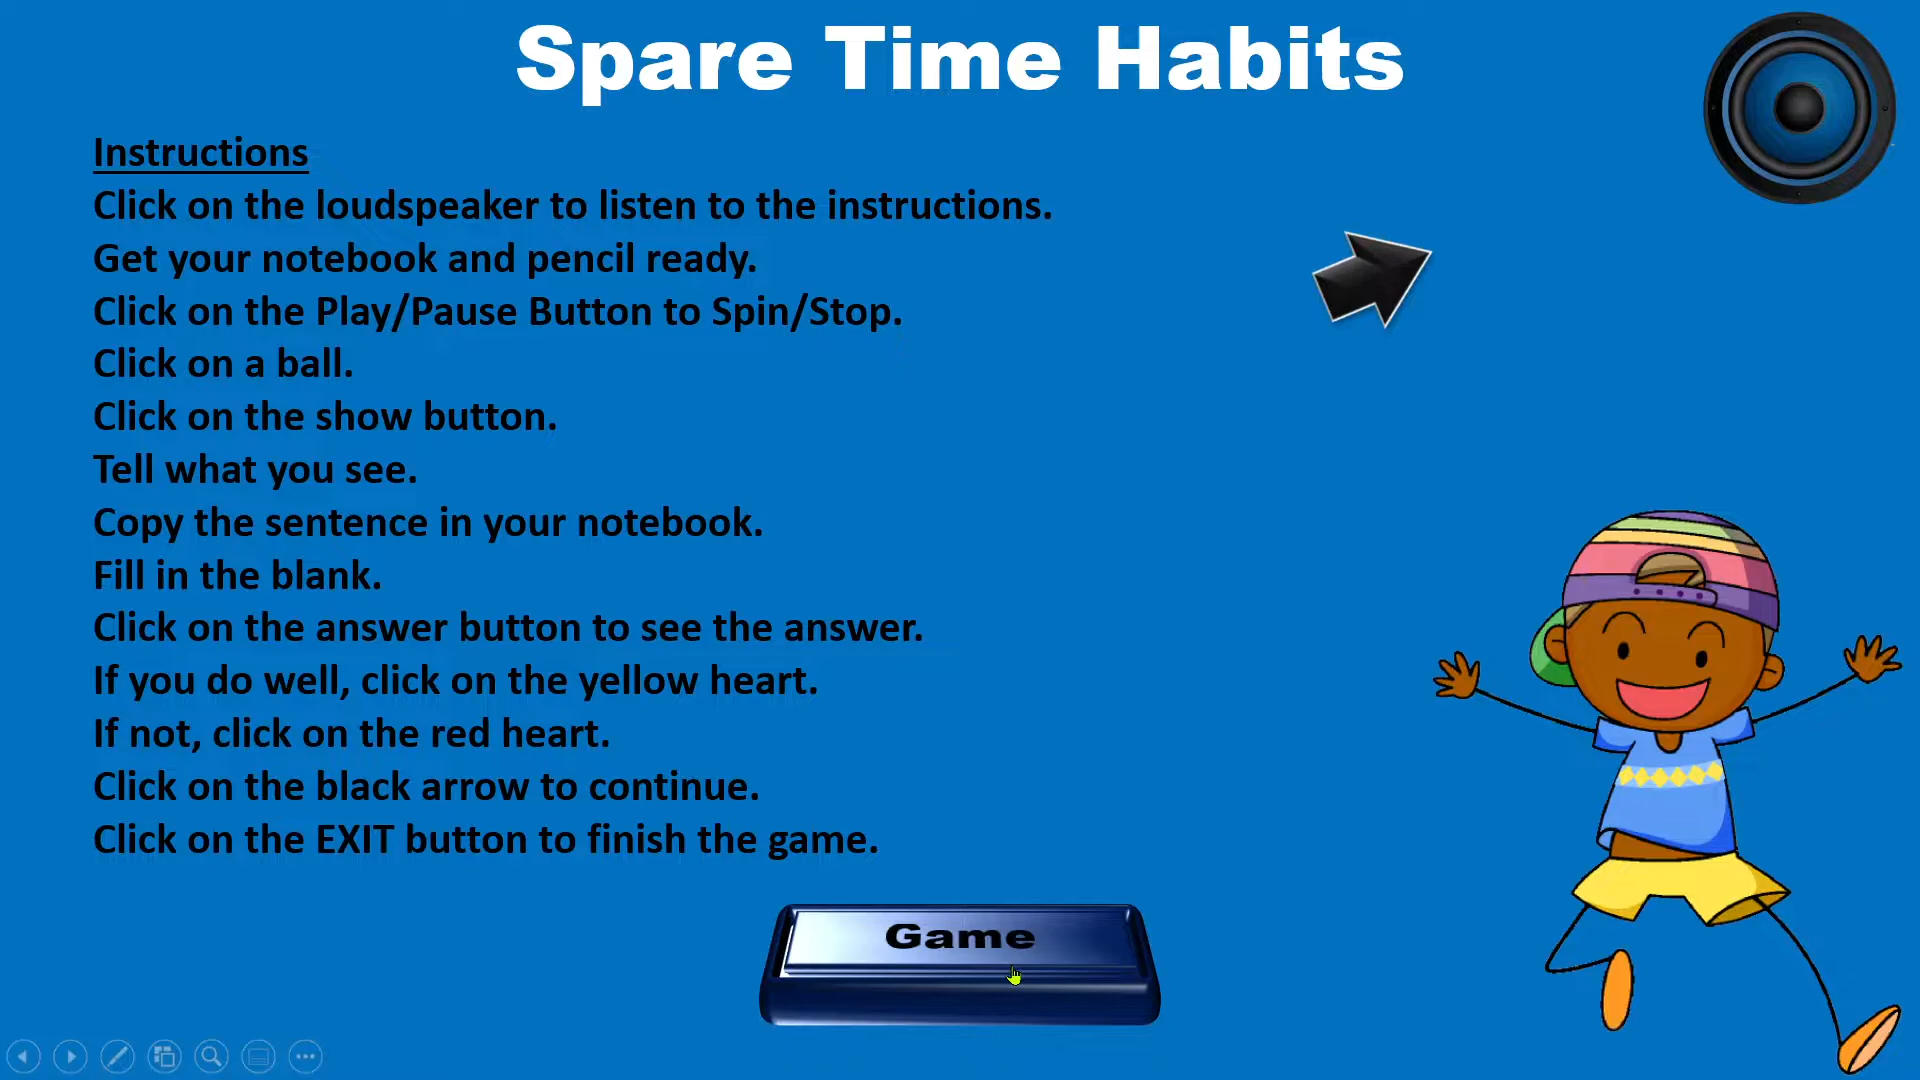 Spare Time Habits
Instructions
Click on the loudspeaker to listen to the instructions.
Get your notebook and pencil ready.
Click on the Play/Pause Button to Spin/Stop.
Click on a ball.
Click on the show button.
Tell what you see.
Copy the sentence in your notebook.
Fill in the blank.
Click on the answer button to see the answer.
If you do well, click on the yellow heart.
If not, click on the red heart.
Click on the black arrow to continue.
Click on the EXIT button to finish the game.
Game